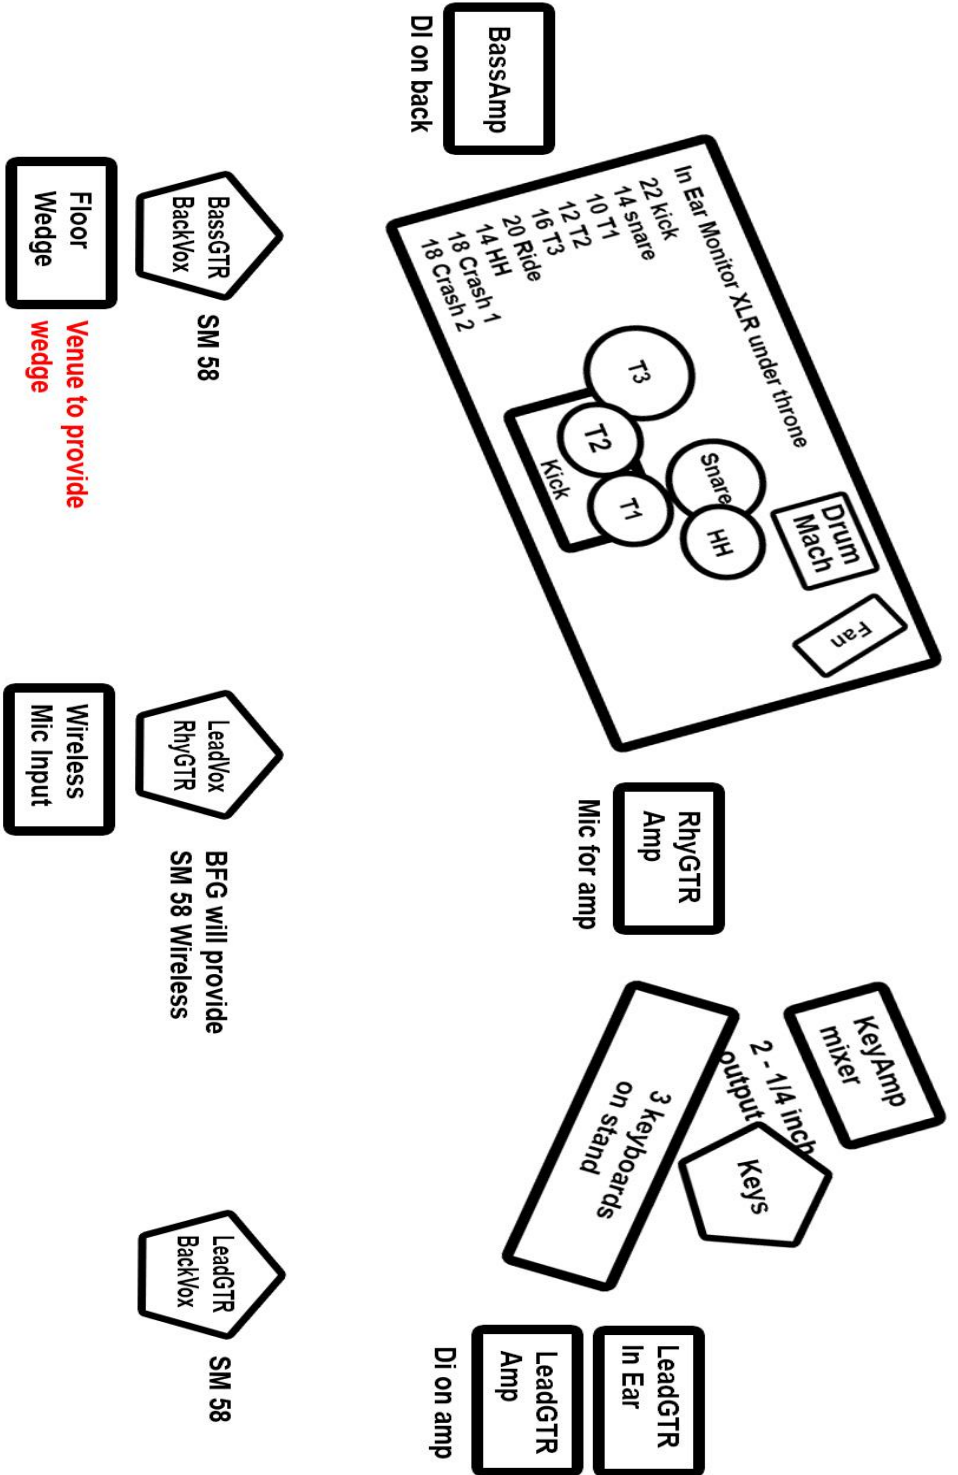 BassAmp
DI on back
In Ear Monitor XLR under throne
22 kick
14 snare
10 T1
12 T2
16 T3
20 Ride
14 HH
18 Crash 1
18 Crash 2
T3
T2
T1
Kick
Snare
HH
Drum
Mach
Fan
RhyGTR
Amp
Mic for amp
KeyAmp
mixer
2 - 1/4 inch
output
Keys
3 keyboards
on stand
LeadGTR
In Ear
LeadGTR
Amp
Di on amp
BassGTR
BackVox
SM 58
Floor
Wedge
Venue to provide
wedge
LeadVox
RhyGTR
BFG will provide
SM 58 Wireless
Wireless
Mic Input
LeadGTR
BackVox
SM 58